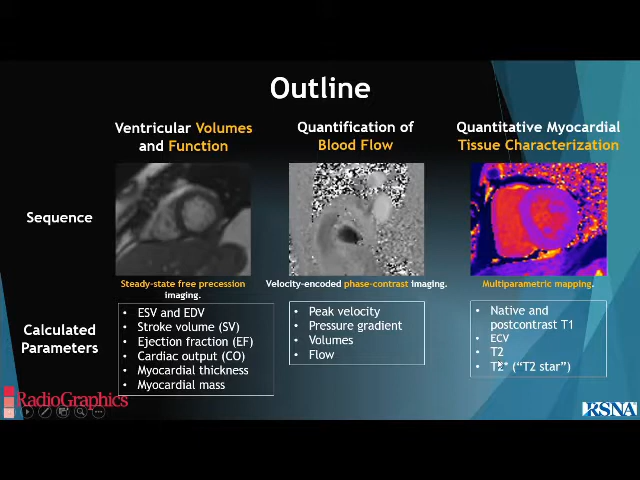 Outline
Ventricular Volumes
and Function
Quantification of
Blood Flow
Quantitative Myocardial
Tissue Characterization
Sequence
Steady-state free precession
imaging.
Velocity-encoded phase-contrast imaging.
Multiparametric mapping.
Calculated
Parameters
• ESV and EDV
• Stroke volume (SV)
• Ejection fraction (EF)
• Cardiac output (CO)
• Myocardial thickness
• Myocardial mass
• Peak velocity
• Pressure gradient
• Volumes
• Flow
• Native and
postcontrast T1
• ECV
• T2
• T2* (“T2 star”)
RadioGraphics
RSNA